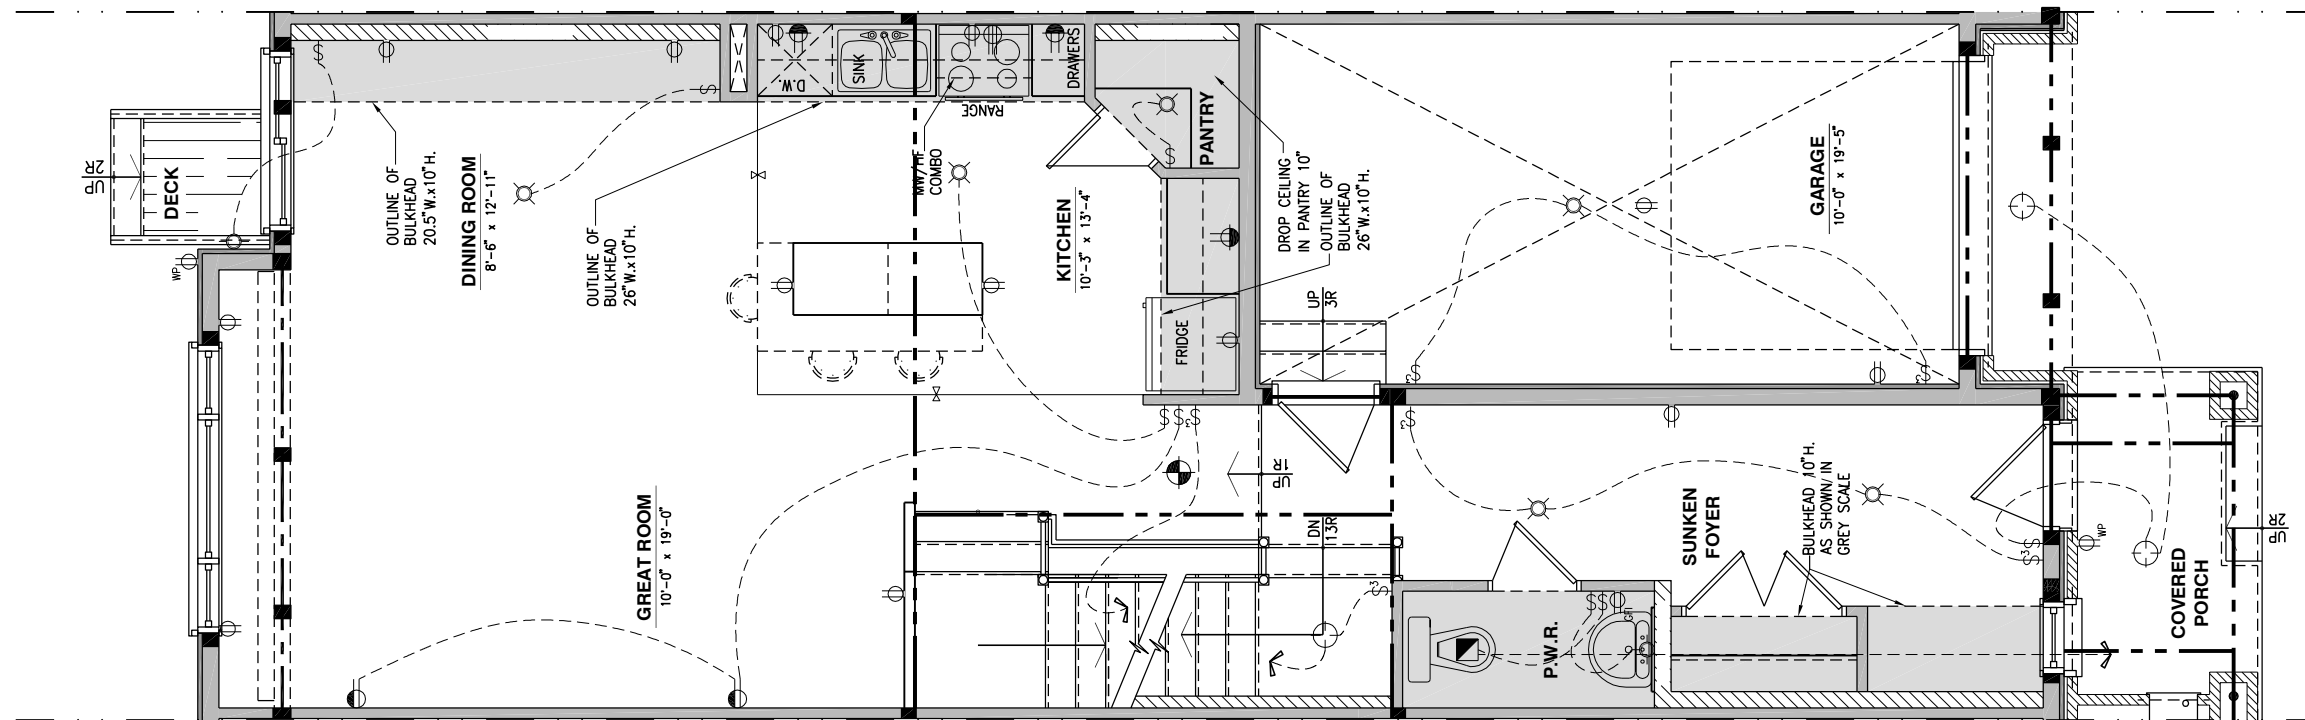 UP
2R
DECK
WP
OUTLINE OF
BULKHEAD
20.5"W.x10"H.
DINING ROOM
8'-6" x 12'-11"
OUTLINE OF
BULKHEAD
26"W.x10"H.
GREAT ROOM
10'-0" x 19'-0"
D.W.
SINK
RANGE
DRAWERS
MW/HF
COMBO
KITCHEN
10'-3" x 13'-4"
PANTRY
FRIDGE
DROP CEILING
IN PANTRY 10"
OUTLINE OF
BULKHEAD
26"W.x10"H.
UP
3R
UP
1R
DN
13R
GARAGE
10'-0" x 19'-5"
P.W.R.
GFI
SUNKEN
FOYER
BULKHEAD 10"H.
AS SHOWN IN
GREY SCALE
WP
COVERED
PORCH
UP
2R